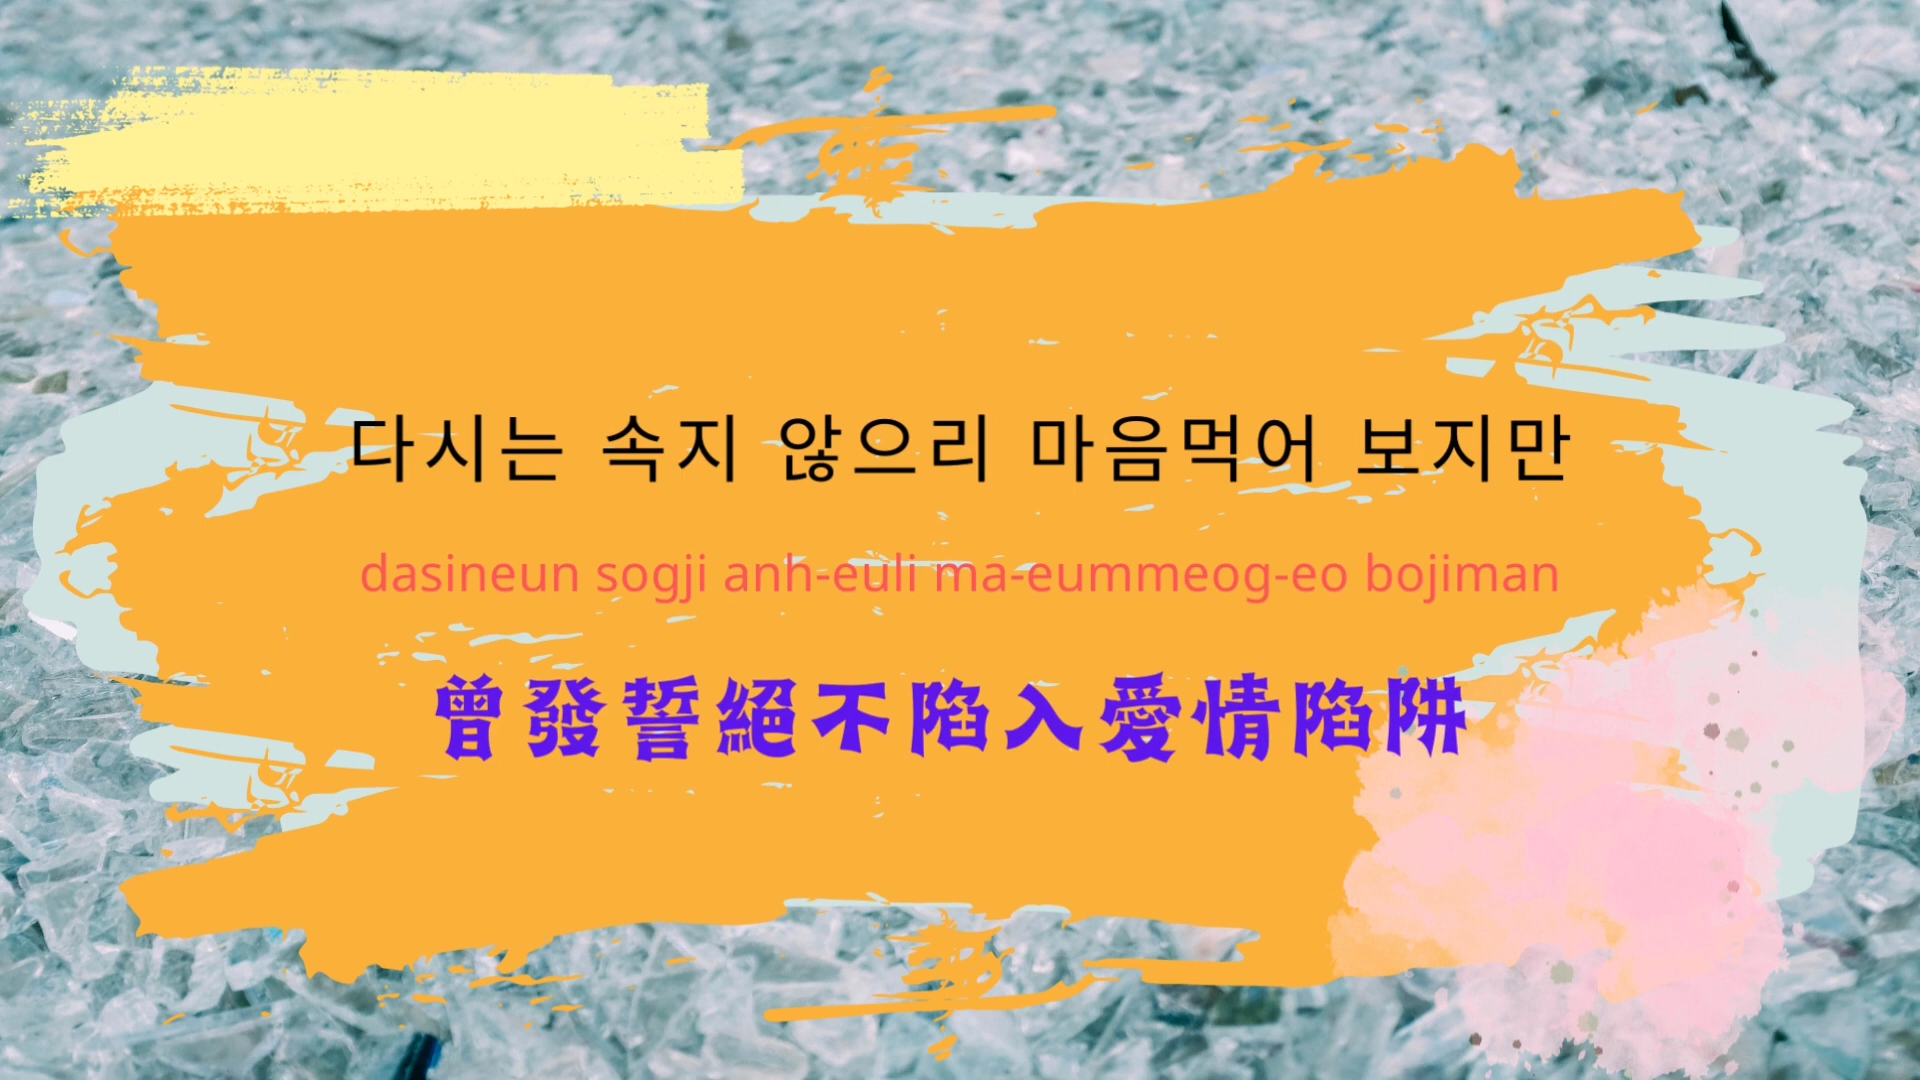 다시는 속지 않으리 마음먹어 보지만
dasineun sogji anh-euli ma-eummeog-eo bojiman
曾發誓絕不陷入愛情陷阱